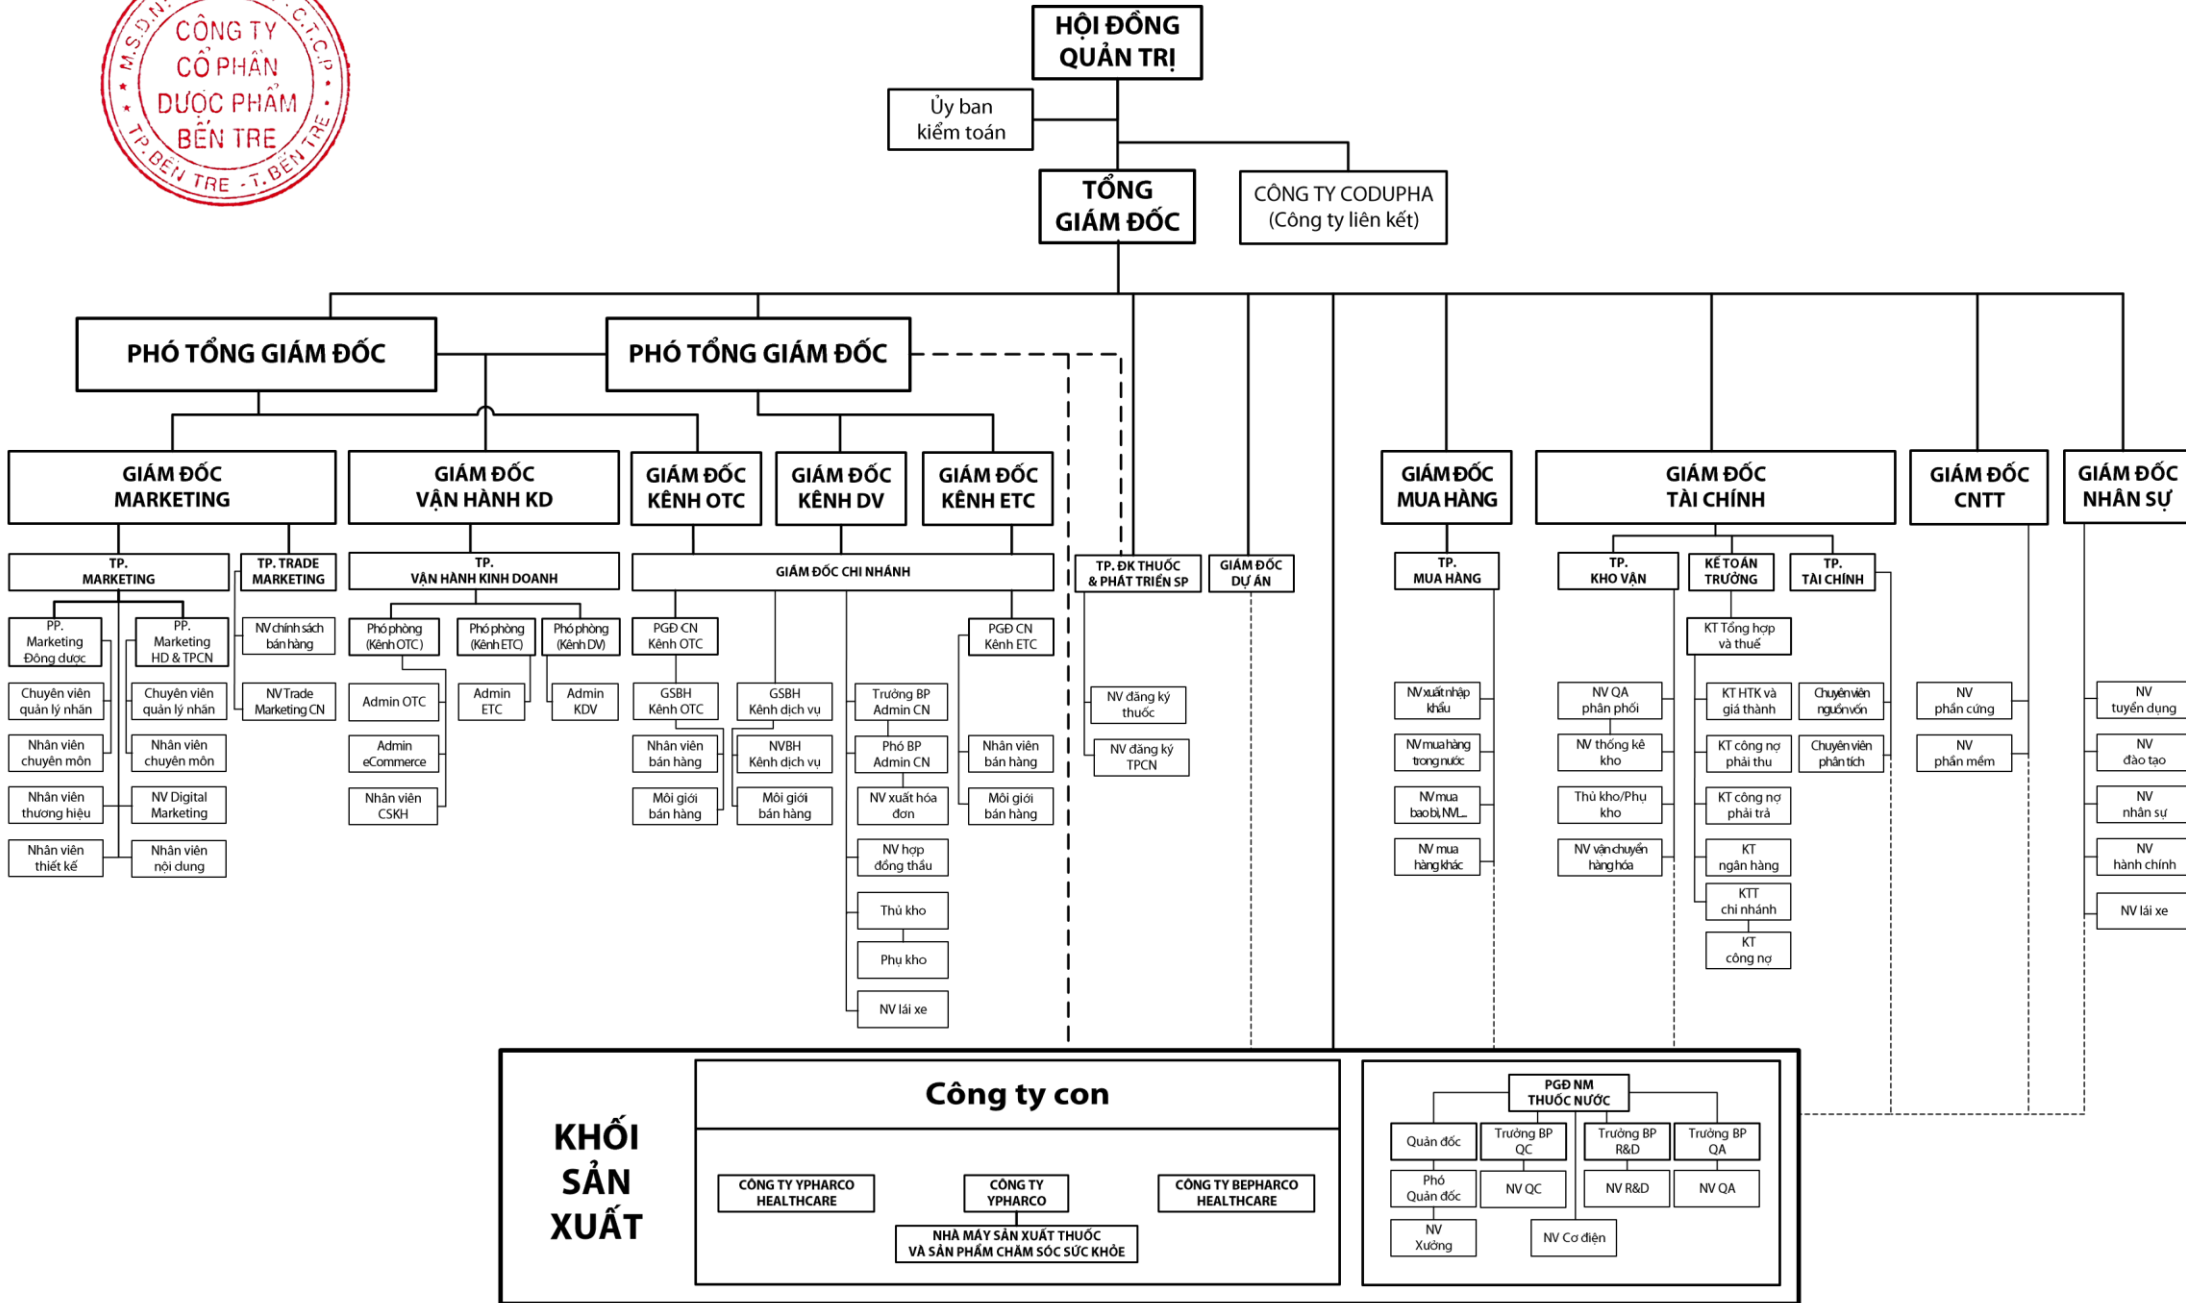 M.S.D.N:
C.T.C.P
CÔNG TY
CỔ PHẦN
DƯỢC PHẨM
BẾN TRE
TP. BẾN TRE - T. BẾN TRE
HỘI ĐỒNG
QUẢN TRỊ
Ủy ban
kiểm toán
TỔNG
GIÁM ĐỐC
CÔNG TY CODUPHA
(Công ty liên kết)
PHÓ TỔNG GIÁM ĐỐC
PHÓ TỔNG GIÁM ĐỐC
GIÁM ĐỐC
MARKETING
GIÁM ĐỐC
VẬN HÀNH KD
GIÁM ĐỐC
KÊNH OTC
GIÁM ĐỐC
KÊNH DV
GIÁM ĐỐC
KÊNH ETC
GIÁM ĐỐC
MUA HÀNG
GIÁM ĐỐC
TÀI CHÍNH
GIÁM ĐỐC
CNTT
GIÁM ĐỐC
NHÂN SỰ
TP.
MARKETING
TP. TRADE
MARKETING
TP.
VẬN HÀNH KINH DOANH
GIÁM ĐỐC CHI NHÁNH
TP. ĐK THUỐC
& PHÁT TRIỂN SP
GIÁM ĐỐC
DỰ ÁN
TP.
MUA HÀNG
TP.
KHO VẬN
KẾ TOÁN
TRƯỞNG
TP.
TÀI CHÍNH
PP.
Marketing
Đông dược
PP.
Marketing
HD & TPCN
NV chính sách
bán hàng
Phó phòng
(Kênh OTC)
Phó phòng
(Kênh ETC)
Phó phòng
(Kênh DV)
PGĐ CN
Kênh OTC
PGĐ CN
Kênh ETC
KT Tổng hợp
và thuế
Chuyên viên
quản lý nhãn
Chuyên viên
quản lý nhãn
NV Trade
Marketing CN
Admin OTC
Admin
ETC
Admin
KDV
GSBH
Kênh OTC
GSBH
Kênh dịch vụ
Trưởng BP
Admin CN
NV đăng ký
thuốc
NV xuất nhập
khẩu
NV QA
phân phối
KT HTK và
giá thành
Chuyên viên
nguồn vốn
NV
phần cứng
NV
tuyển dụng
Nhân viên
chuyên môn
Nhân viên
chuyên môn
Admin
eCommerce
Nhân viên
bán hàng
NVBH
Kênh dịch vụ
Phó BP
Admin CN
Nhân viên
bán hàng
NV đăng ký
TPCN
NV mua hàng
trong nước
NV thống kê
kho
KT công nợ
phải thu
Chuyên viên
phân tích
NV
phần mềm
NV
đào tạo
Nhân viên
thương hiệu
NV Digital
Marketing
Nhân viên
CSKH
Môi giới
bán hàng
Môi giới
bán hàng
NV xuất hóa
đơn
Môi giới
bán hàng
NV mua
bao bì, NVL...
Thủ kho/Phụ
kho
KT công nợ
phải trả
NV
nhân sự
Nhân viên
thiết kế
Nhân viên
nội dung
NV hợp
đồng thầu
NV mua
hàng khác
NV vận chuyển
hàng hóa
KT
ngân hàng
NV
hành chính
Thủ kho
KTT
chi nhánh
NV lái xe
Phụ kho
KT
công nợ
NV lái xe
KHỐI
SẢN
XUẤT
Công ty con
CÔNG TY YPHARCO
HEALTHCARE
CÔNG TY
YPHARCO
CÔNG TY BEPHARCO
HEALTHCARE
NHÀ MÁY SẢN XUẤT THUỐC
VÀ SẢN PHẨM CHĂM SÓC SỨC KHỎE
PGĐ NM
THUỐC NƯỚC
Quản đốc
Trưởng BP
QC
Trưởng BP
R&D
Trưởng BP
QA
Phó
Quản đốc
NV QC
NV R&D
NV QA
NV
Xưởng
NV Cơ điện